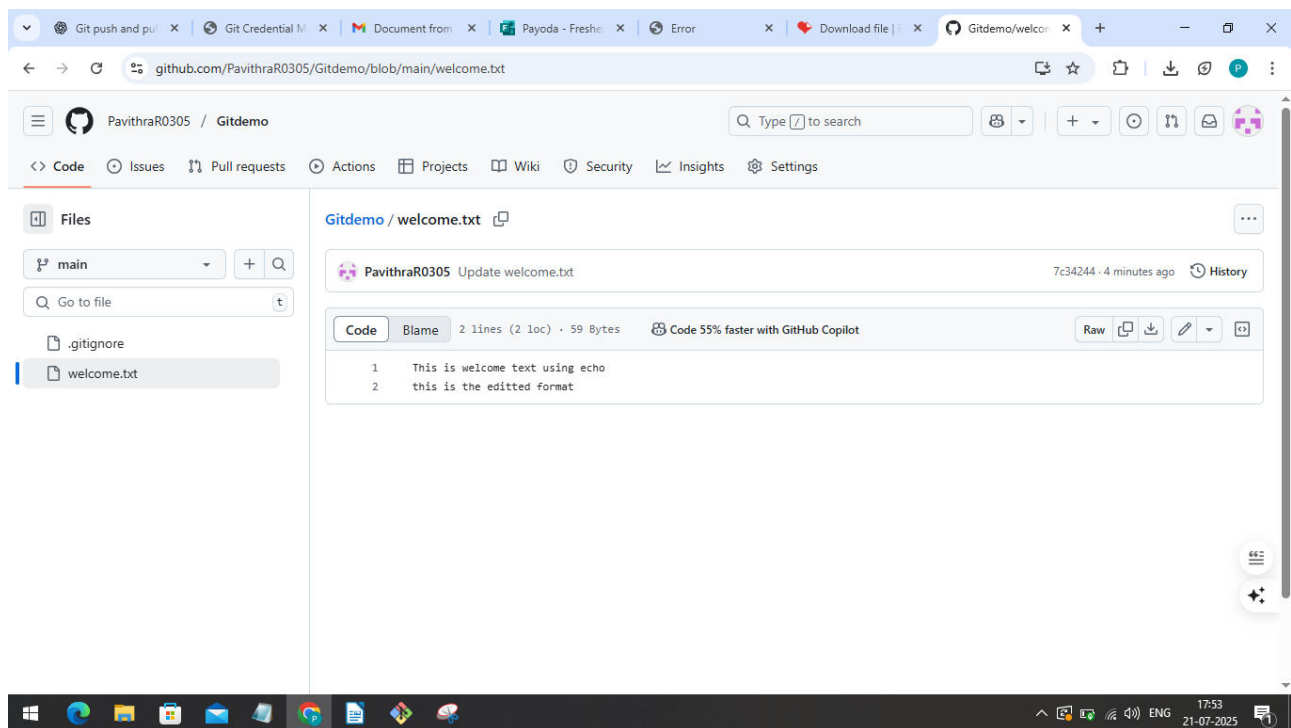 Git push and pu
Git Credential M
Document from
Payoda - Freshe
Error
Download file | i
Gitdemo/welcom
github.com/PavithraR0305/Gitdemo/blob/main/welcome.txt
P
PavithraR0305 / Gitdemo
Type / to search
Code
Issues
Pull requests
Actions
Projects
Wiki
Security
Insights
Settings
Files
main
Go to file
t
.gitignore
welcome.txt
Gitdemo / welcome.txt
PavithraR0305 Update welcome.txt
7c34244 · 4 minutes ago
History
Code
Blame
2 lines (2 loc) · 59 Bytes
Code 55% faster with GitHub Copilot
Raw
1 This is welcome text using echo
2 this is the editted format
ENG
17:53
21-07-2025
1